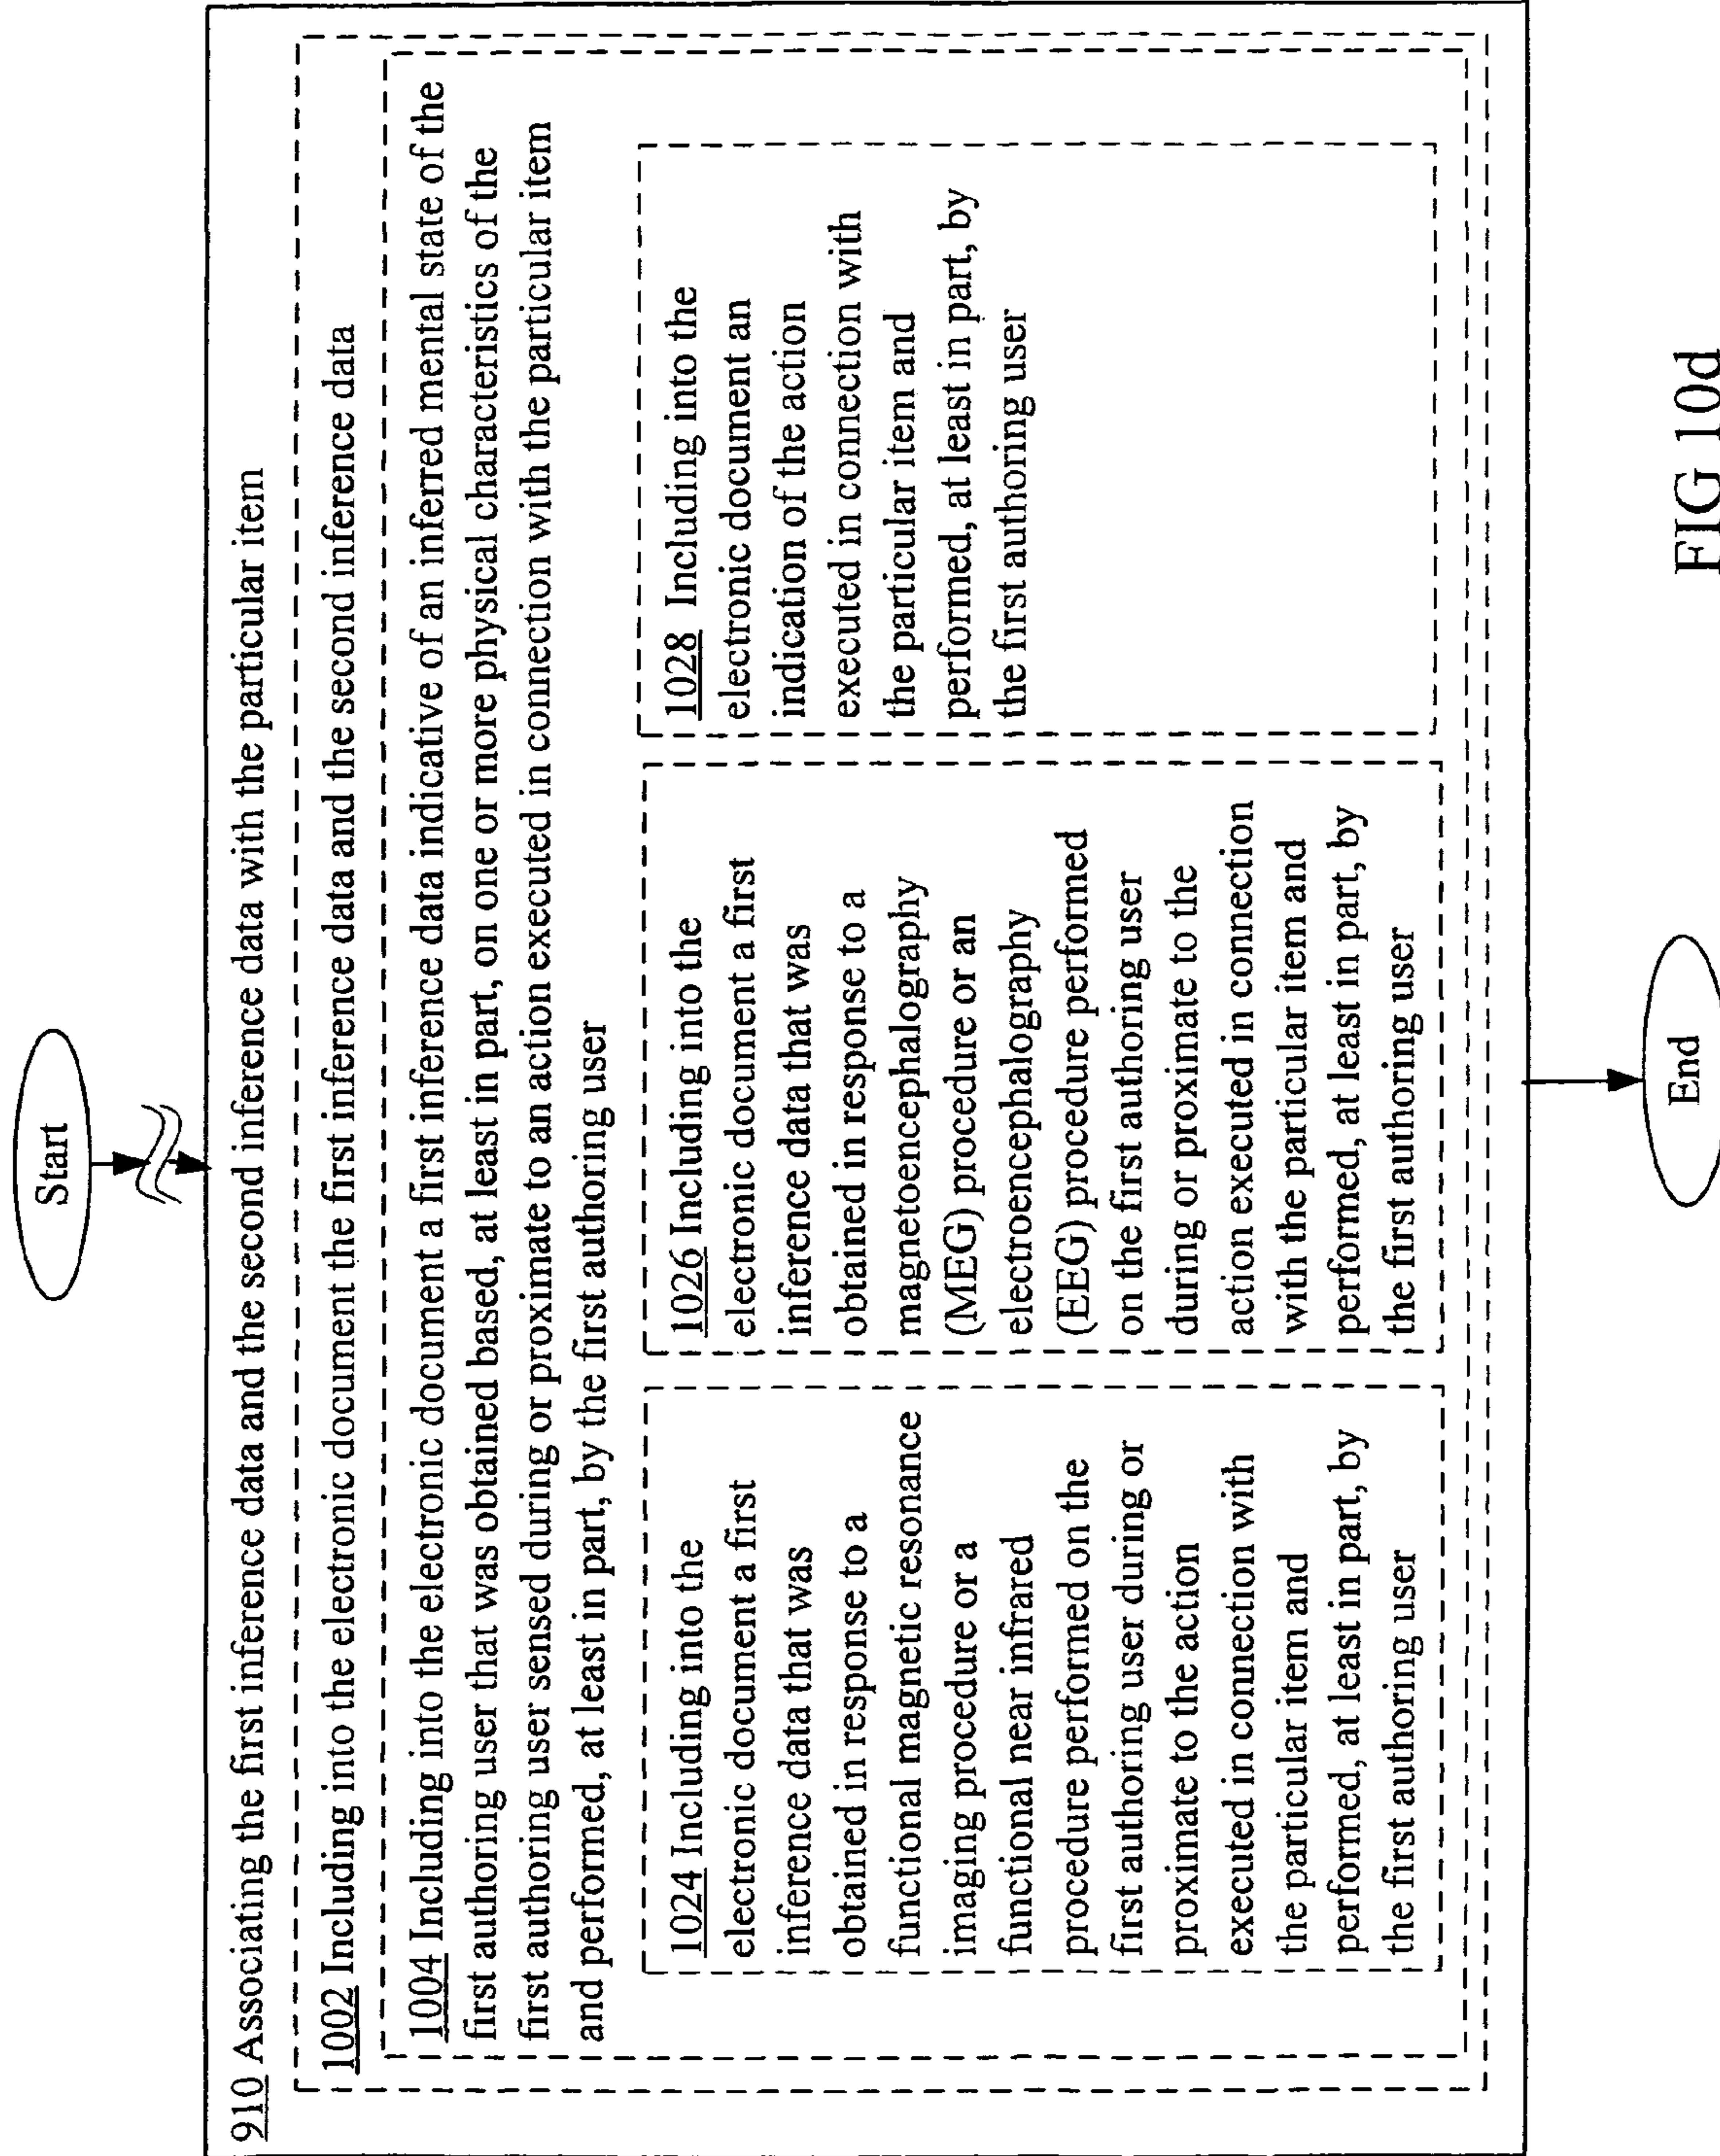 Start
910 Associating the first inference data and the second inference data with the particular item
1002 Including into the electronic document the first inference data and the second inference data
1004 Including into the electronic document a first inference data indicative of an inferred mental state of the
first authoring user that was obtained based, at least in part, on one or more physical characteristics of the
first authoring user sensed during or proximate to an action executed in connection with the particular item
and performed, at least in part, by the first authoring user
1024 Including into the
electronic document a first
inference data that was
obtained in response to a
functional magnetic resonance
imaging procedure or a
functional near infrared
procedure performed on the
first authoring user during or
proximate to the action
executed in connection with
the particular item and
performed, at least in part, by
the first authoring user
1026 Including into the
electronic document a first
inference data that was
obtained in response to a
magnetoencephalography
(MEG) procedure or an
electroencephalography
(EEG) procedure performed
on the first authoring user
during or proximate to the
action executed in connection
with the particular item and
performed, at least in part, by
the first authoring user
1028 Including into the
electronic document an
indication of the action
executed in connection with
the particular item and
performed, at least in part, by
the first authoring user
End
FIG 10d